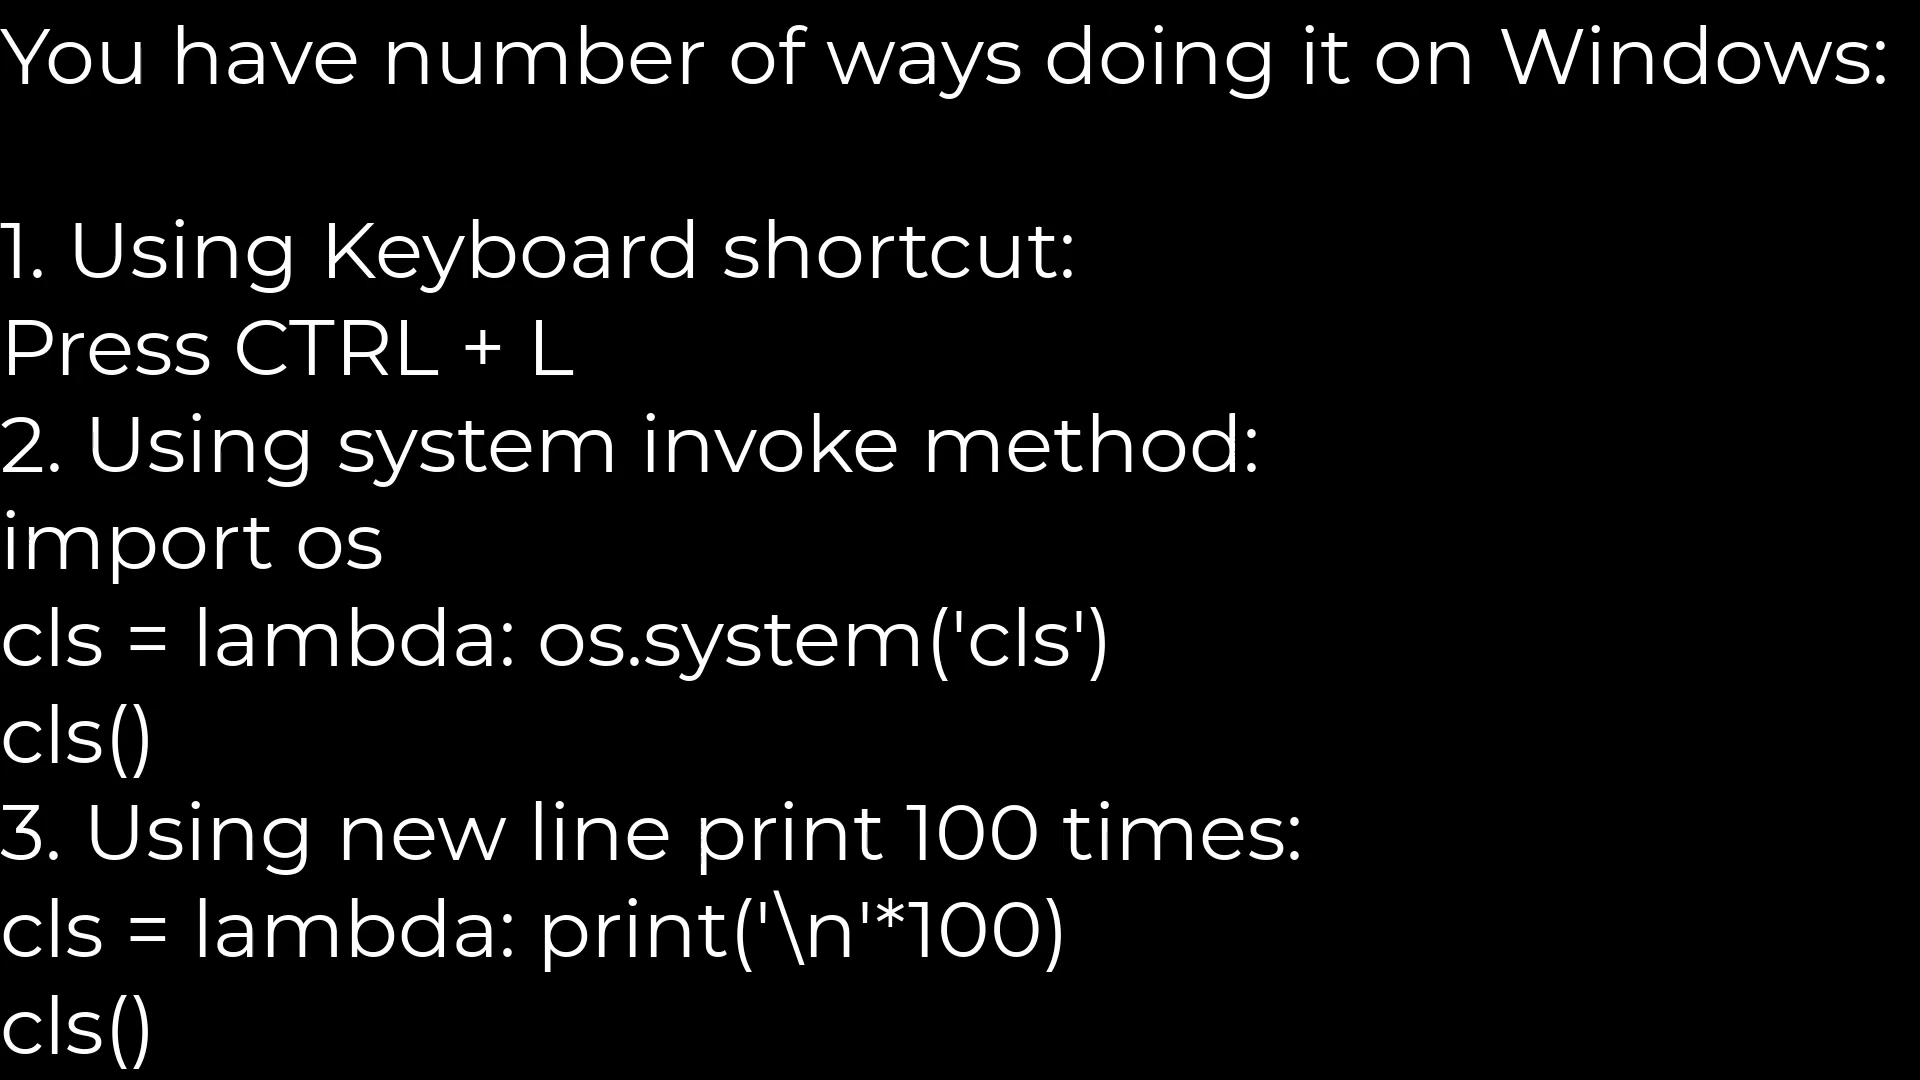 You have number of ways doing it on Windows:
1. Using Keyboard shortcut:
Press CTRL + L
2. Using system invoke method:
import os
cls = lambda: os.system('cls')
cls()
3. Using new line print 100 times:
cls = lambda: print('\n'*100)
cls()